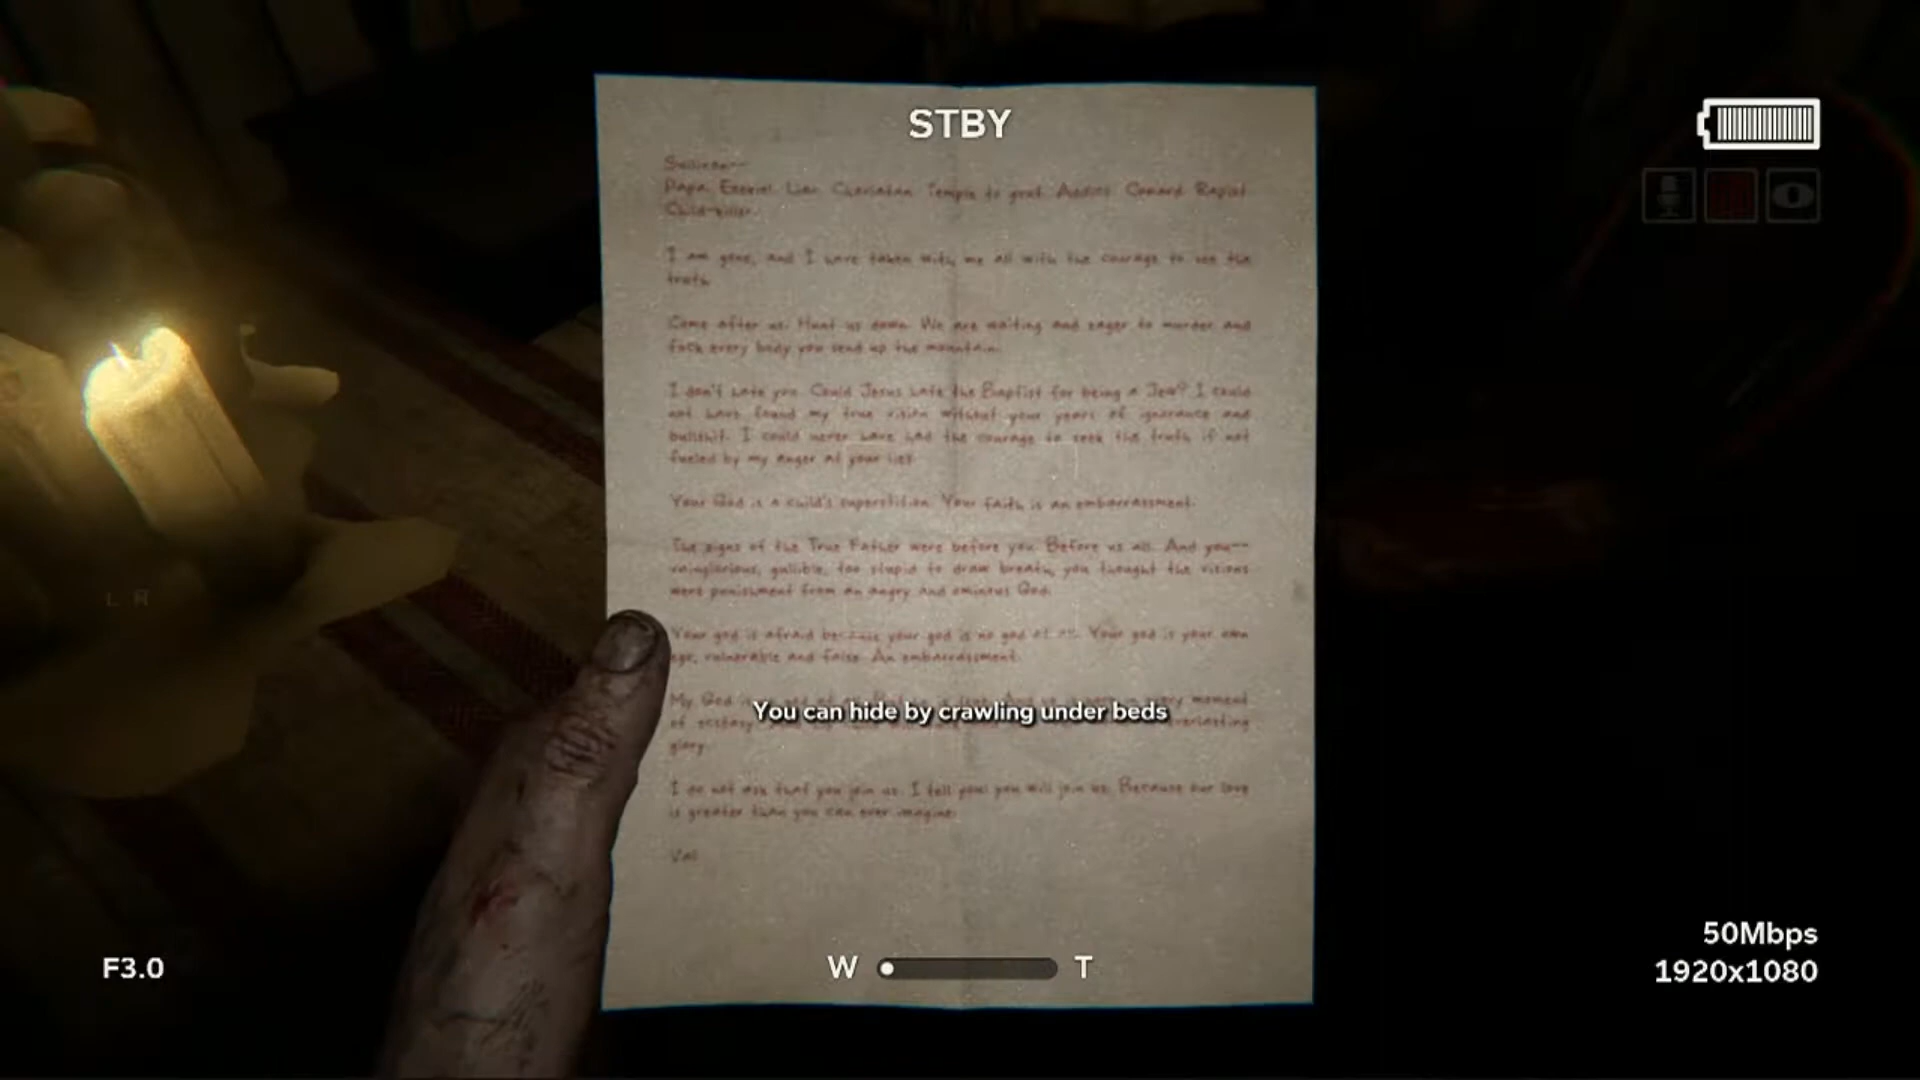 STBY
Sullivan--
Papa. Ezekiel. Liar. Charlatan. Temple to grief. Addict. Coward. Rapist.
Child-killer.
I am gone, and I have taken with me all with the courage to see the
truth.
Come after us. Hunt us down. We are waiting and eager to murder and
fuck every body you send up the mountain.
I don't hate you. Could Jesus hate the Baptist for being a Jew? I could
not have found my true vision without your years of ignorance and
bullshit. I could never have had the courage to seek the truth if not
fueled by my anger at your lies.
Your God is a child's superstition. Your faith is an embarrassment.
The signs of the True Father were before you. Before us all. And you--
vainglorious, gullible, too stupid to draw breath, you thought the visions
were punishment from an angry and ominous God.
Your god is afraid because your god is no god at all. Your god is your own
ego, vulnerable and false. An embarrassment.
My God moment
You can hide by crawling under beds
of ecstasy everlasting
glory.
I do not ask that you join us. I tell you: you will join us. Because our love
is greater than you can ever imagine.
Val
F3.0
W T
50Mbps
1920x1080
L R